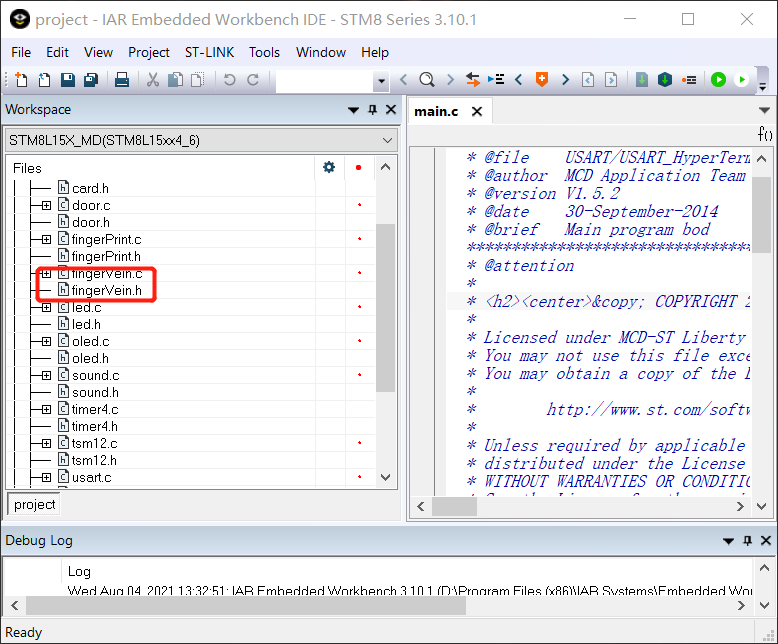 project - IAR Embedded Workbench IDE - STM8 Series 3.10.1
File Edit View Project ST-LINK Tools Window Help
Workspace
STM8L15X_MD(STM8L15xx4_6)
Files
card.h
door.c
door.h
fingerPrint.c
fingerPrint.h
fingerVein.c
fingerVein.h
led.c
led.h
oled.c
oled.h
sound.c
sound.h
timer4.c
timer4.h
tsm12.c
tsm12.h
usart.c
project
main.c
f()
* @file USART/USART_HyperTerm
* @author MCD Application Team
* @version V1.5.2
* @date 30-September-2014
* @brief Main program bod
***********************************
* @attention
*
* <h2><center>&copy; COPYRIGHT 2
*
* Licensed under MCD-ST Liberty
* You may not use this file exce
* You may obtain a copy of the L
*
* http://www.st.com/softw
*
* Unless required by applicable
* distributed under the License
* WITHOUT WARRANTIES OR CONDITIO
Debug Log
Log
Wed Aug 04, 2021 13:32:51: IAR Embedded Workbench 3.10.1 (D:\Program Files (x86)\IAR Systems\Embedded Wor
Ready